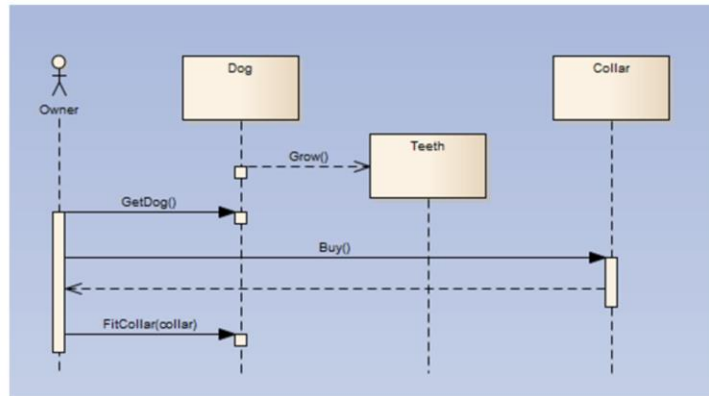 Dog
Collar
Owner
Teeth
Grow()
GetDog()
Buy()
FitCollar(collar)